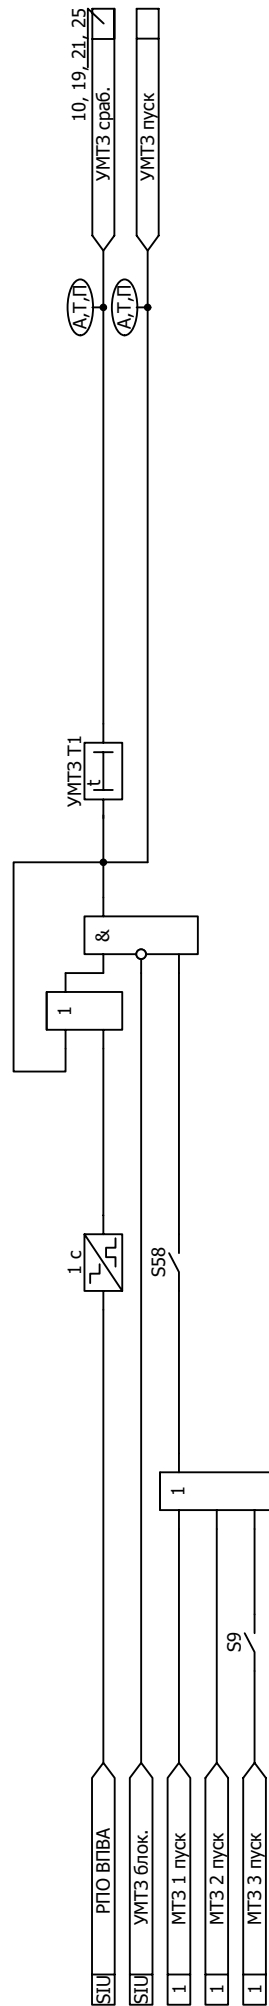 SIU РПО ВПВА
SIU УМТЗ блок.
1 МТЗ 1 пуск
1 МТЗ 2 пуск
1 МТЗ 3 пуск
S9
1
S58
1 с
1
&
УМТЗ Т1
t
А,Т,П
А,Т,П
10, 19, 21, 25
УМТЗ сраб.
УМТЗ пуск